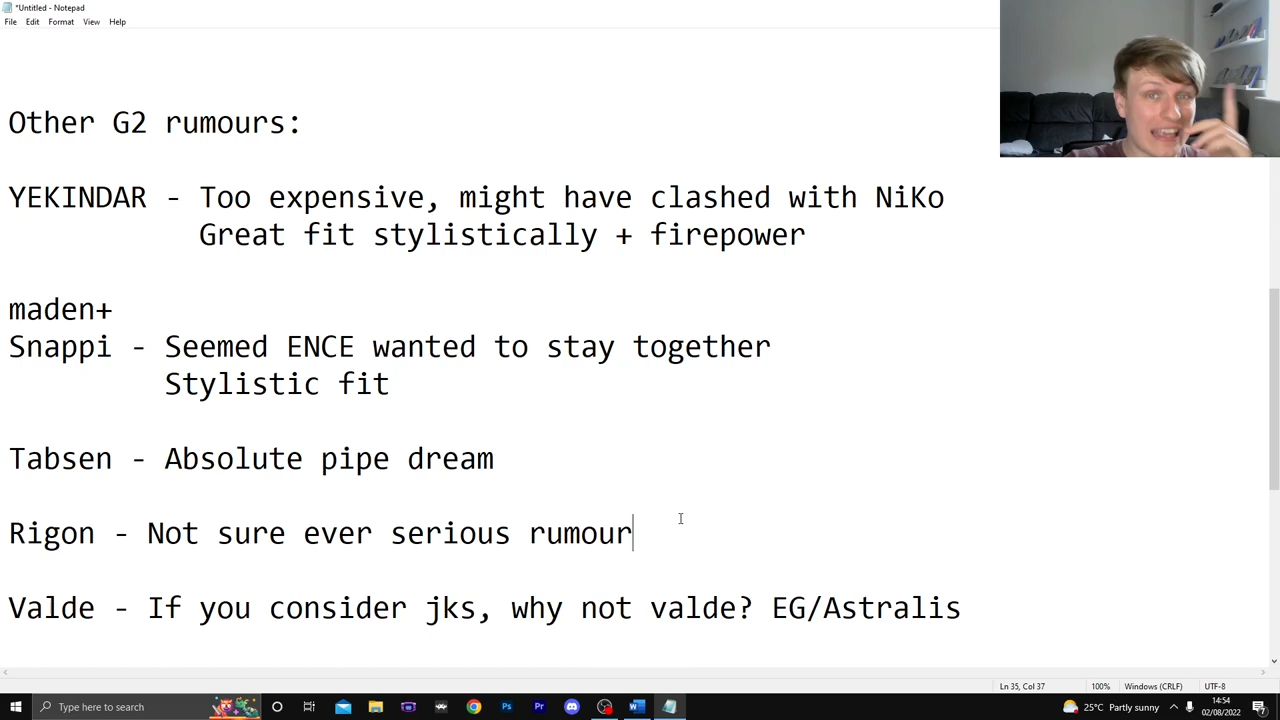 *Untitled - Notepad
File Edit Format View Help
Other G2 rumours:
YEKINDAR - Too expensive, might have clashed with NiKo
Great fit stylistically + firepower
maden+
Snappi - Seemed ENCE wanted to stay together
Stylistic fit
Tabsen - Absolute pipe dream
Rigon - Not sure ever serious rumour
Valde - If you consider jks, why not valde? EG/Astralis
Ln 35, Col 37
100%
Windows (CRLF)
UTF-8
Type here to search
25°C Partly sunny
14:54
02/08/2022